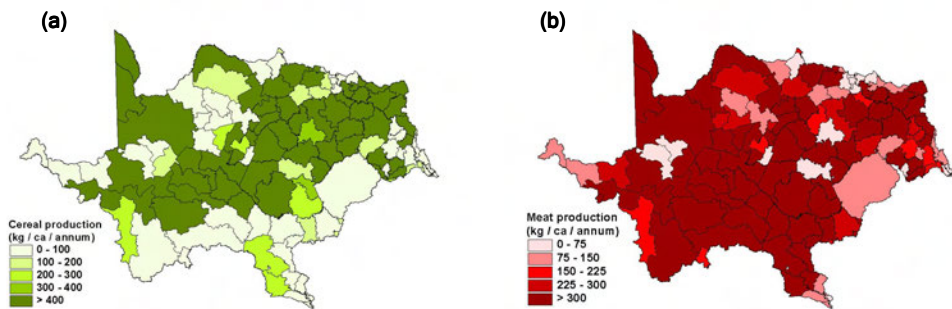 (a)
Cereal production
(kg / ca / annum)
0 - 100
100 - 200
200 - 300
300 - 400
> 400
(b)
Meat production
(kg / ca / annum)
0 - 75
75 - 150
150 - 225
225 - 300
> 300